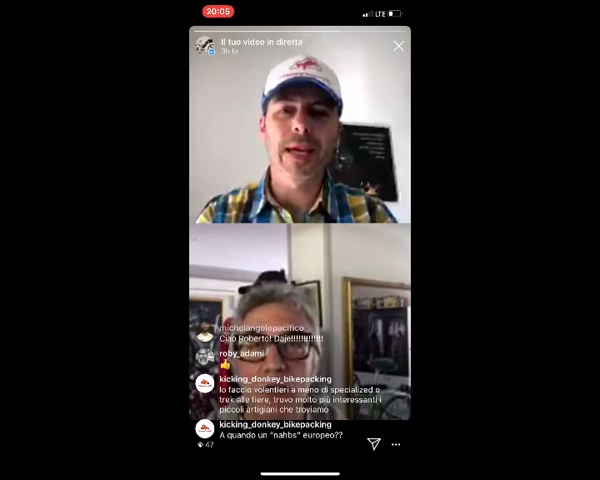 20:05
LTE
Il tuo video in diretta
michelangelopacifico
Ciao Roberto! Daje!!!!!!!!!!!!!
roby_adami
kicking_donkey_bikepacking
Io faccio volentieri a meno di specialized o
trek alle fiere, trovo molto più interessanti i
piccoli artigiani che troviamo
kicking_donkey_bikepacking
A quando un "nahbs" europeo??
47